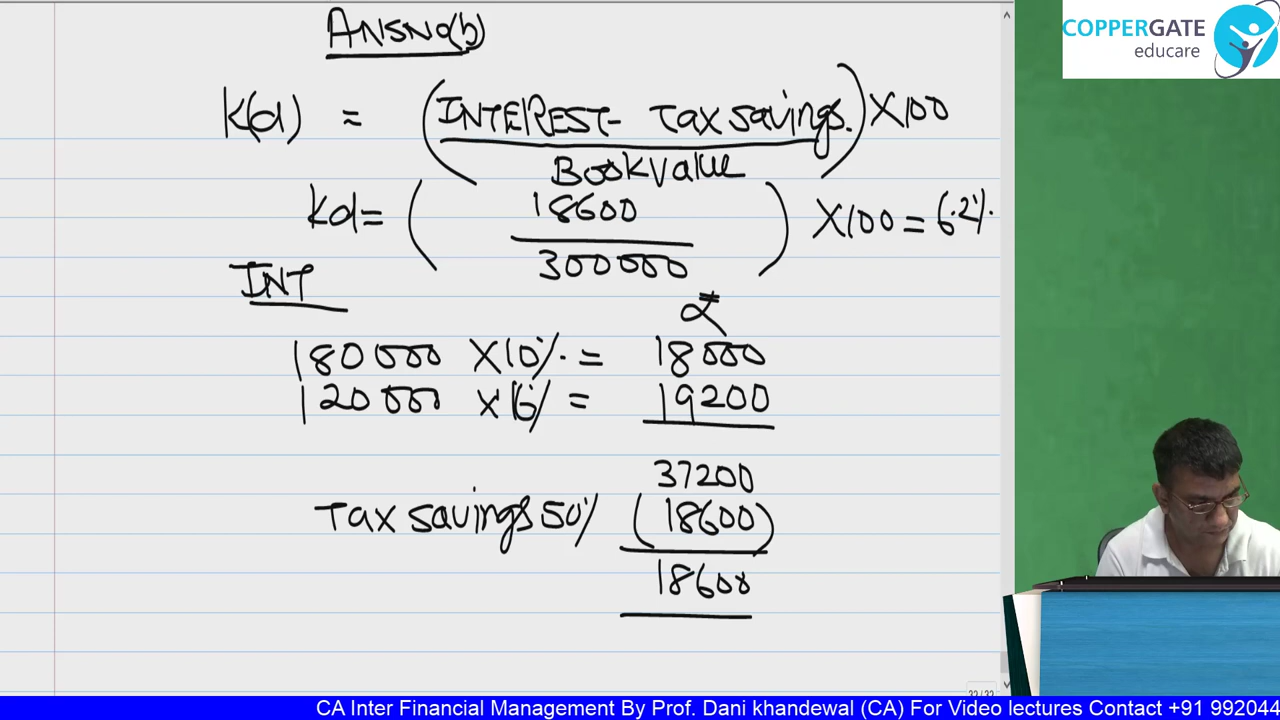 COPPERGATE
educare
ANSNO(b)
K(d) = (INTEREST- Tax savings.) X100
Book Value
Kd= ( 18600 ) X100 = 6.2%.
300000
INT
₹
180000 X10%. = 18000
120000 X16% = 19200
37200
Tax savings 50% (18600)
18600
32/32
CA Inter Financial Management By Prof. Dani khandewal (CA) For Video lectures Contact +91 992044